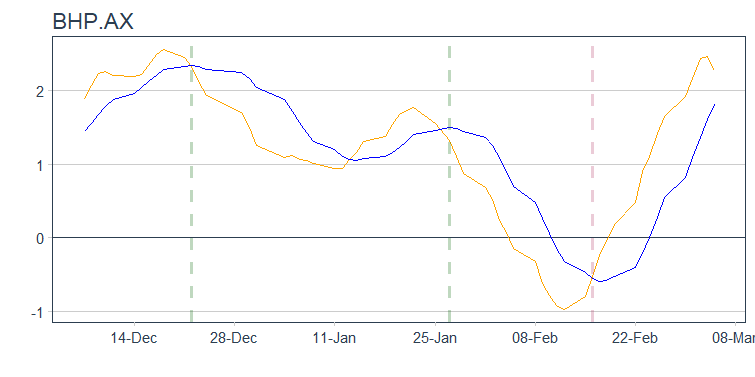 BHP.AX
2
1
0
-1
14-Dec
28-Dec
11-Jan
25-Jan
08-Feb
22-Feb
08-Mar